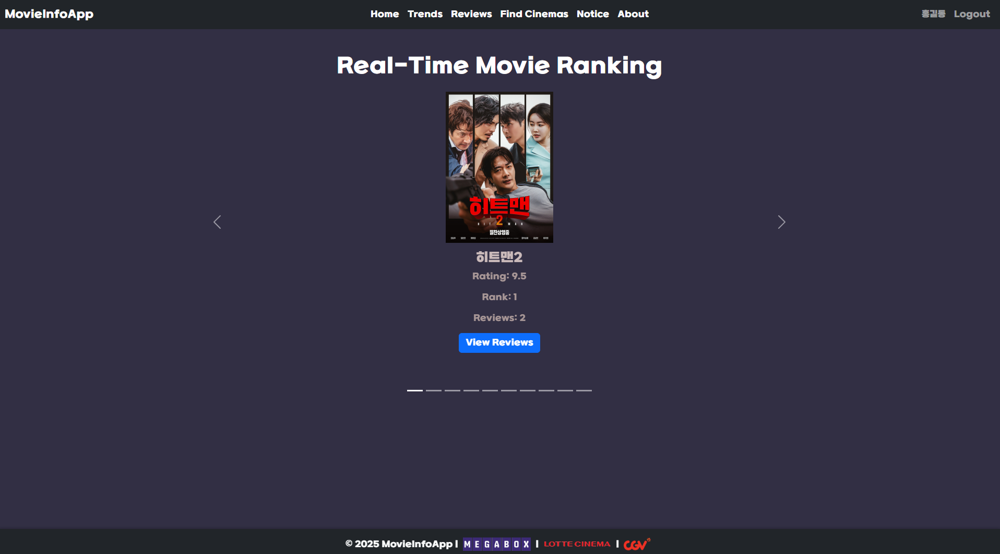 MovieInfoApp Home Trends Reviews Find Cinemas Notice About 홍길동 Logout
Real-Time Movie Ranking
히트맨
2
HIT MAN
절찬상영중
히트맨2
Rating: 9.5
Rank: 1
Reviews: 2
View Reviews
© 2025 MovieInfoApp | MEGABOX | LOTTE CINEMA | CGV